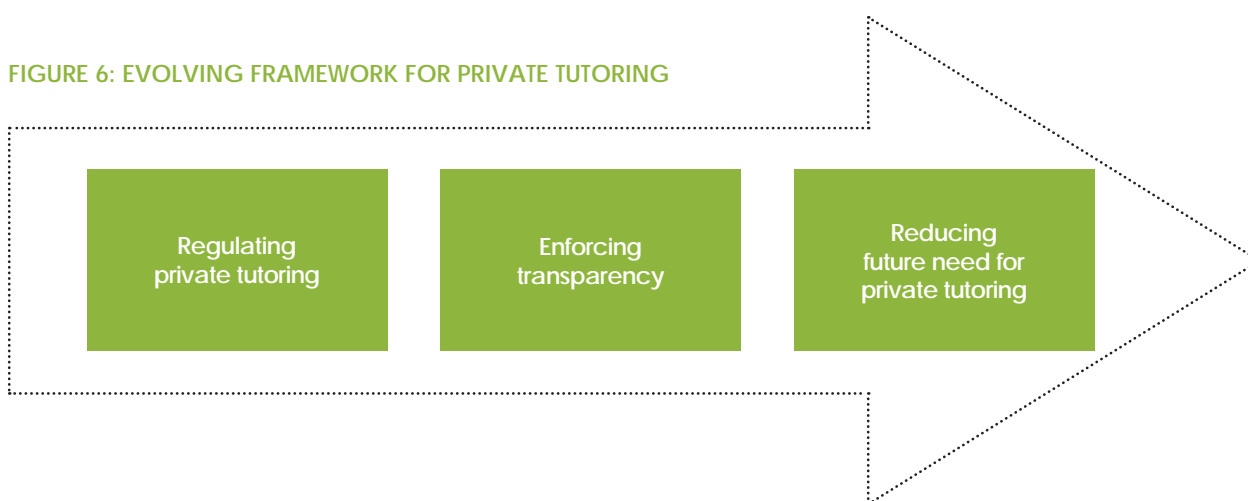 FIGURE 6: EVOLVING FRAMEWORK FOR PRIVATE TUTORING
Regulating
private tutoring
Enforcing
transparency
Reducing
future need for
private tutoring